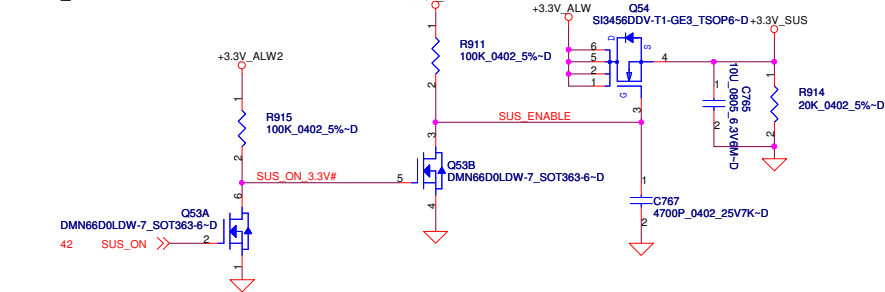 +3.3V_ALW
Q54
SI3456DDV-T1-GE3_TSOP6~D
+3.3V_SUS
1
R911
100K_0402_5%~D
2
D
S
6
5
2
1
4
G
3
1
10U_0805_6.3V6M~D
C765
2
1
R914
20K_0402_5%~D
2
+3.3V_ALW2
1
R915
100K_0402_5%~D
2
SUS_ENABLE
3
Q53B
DMN66D0LDW-7_SOT363-6~D
SUS_ON_3.3V#
5
4
1
C767
4700P_0402_25V7K~D
2
6
Q53A
DMN66D0LDW-7_SOT363-6~D
42
SUS_ON
2
1